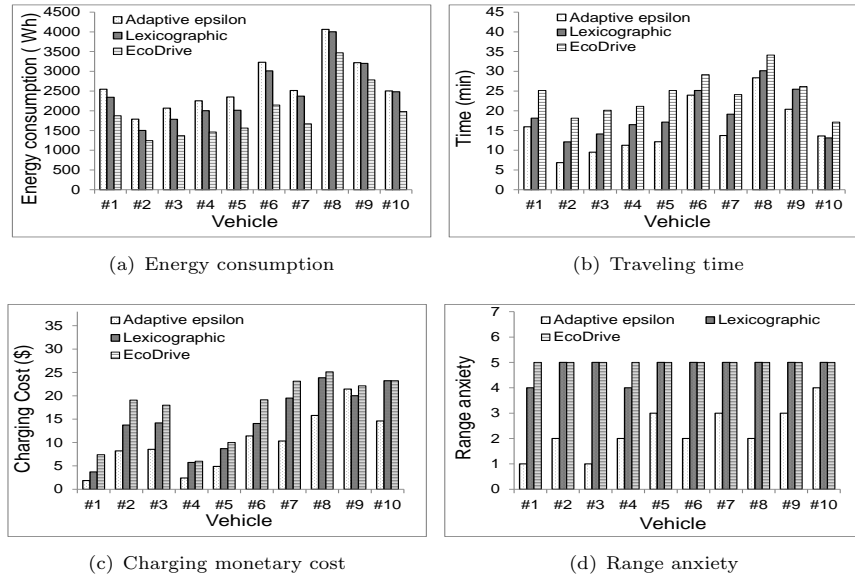 Adaptive epsilon
Lexicographic
EcoDrive
Energy consumption ( Wh)
4500
4000
3500
3000
2500
2000
1500
1000
500
0
#1 #2 #3 #4 #5 #6 #7 #8 #9 #10
Vehicle
(a) Energy consumption
Adaptive epsilon
Lexicographic
EcoDrive
Time (min)
45
40
35
30
25
20
15
10
5
0
#1 #2 #3 #4 #5 #6 #7 #8 #9 #10
Vehicle
(b) Traveling time
Adaptive epsilon
Lexicographic
EcoDrive
Charging Cost ($)
35
30
25
20
15
10
5
0
#1 #2 #3 #4 #5 #6 #7 #8 #9 #10
Vehicle
(c) Charging monetary cost
Adaptive epsilon Lexicographic
EcoDrive
Range anxiety
7
6
5
4
3
2
1
0
#1 #2 #3 #4 #5 #6 #7 #8 #9 #10
Vehicle
(d) Range anxiety